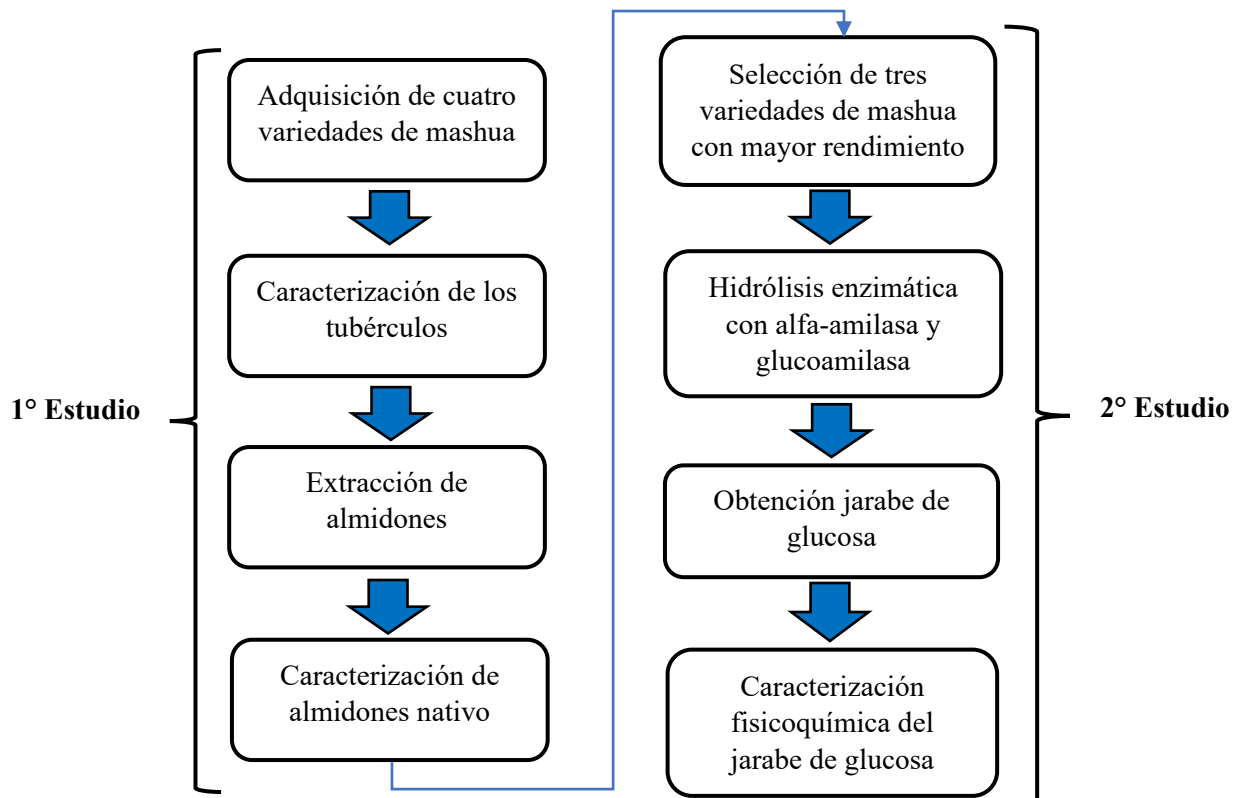 1° Estudio
Adquisición de cuatro
variedades de mashua
Caracterización de los
tubérculos
Extracción de
almidones
Caracterización de
almidones nativo
Selección de tres
variedades de mashua
con mayor rendimiento
Hidrólisis enzimática
con alfa-amilasa y
glucoamilasa
Obtención jarabe de
glucosa
Caracterización
fisicoquímica del
jarabe de glucosa
2° Estudio